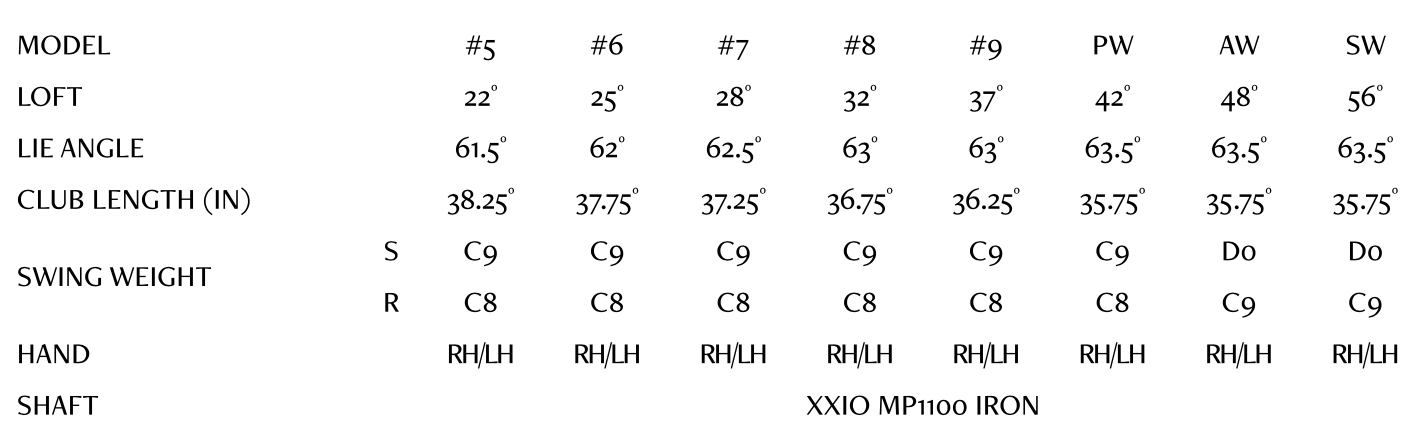 MODEL #5 #6 #7 #8 #9 PW AW SW
LOFT 22° 25° 28° 32° 37° 42° 48° 56°
LIE ANGLE 61.5° 62° 62.5° 63° 63° 63.5° 63.5° 63.5°
CLUB LENGTH (IN) 38.25° 37.75° 37.25° 36.75° 36.25° 35.75° 35.75° 35.75°
SWING WEIGHT
S C9 C9 C9 C9 C9 C9 D0 D0
R C8 C8 C8 C8 C8 C8 C9 C9
HAND RH/LH RH/LH RH/LH RH/LH RH/LH RH/LH RH/LH RH/LH
SHAFT XXIO MP1100 IRON